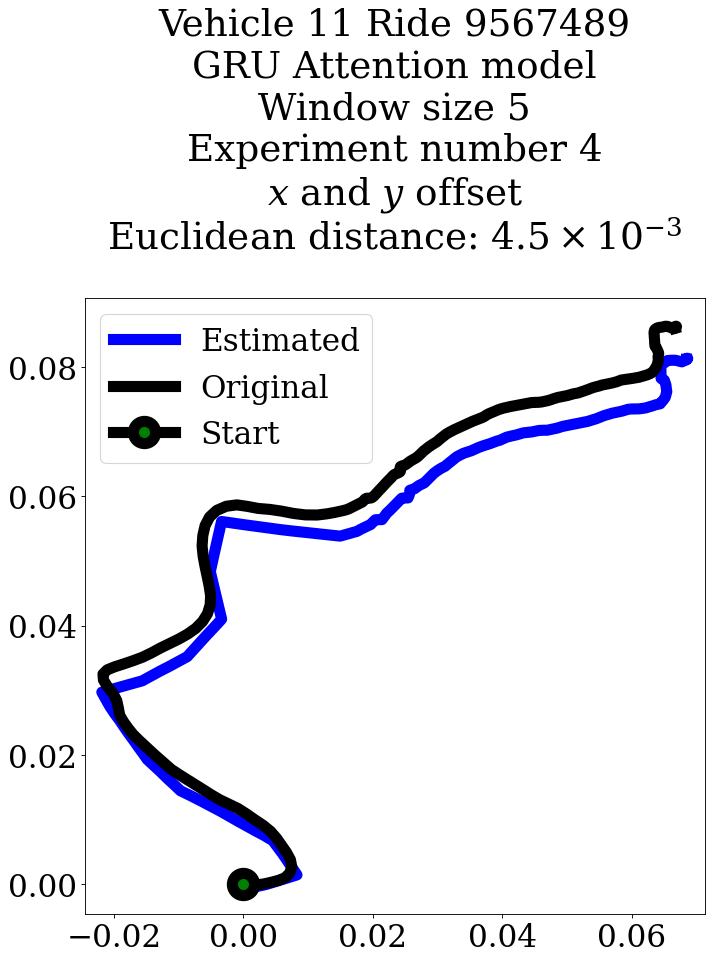 Vehicle 11 Ride 9567489
GRU Attention model
Window size 5
Experiment number 4
x and y offset
Euclidean distance: 4.5 × 10⁻³
Estimated
Original
Start
0.08
0.06
0.04
0.02
0.00
−0.02 0.00 0.02 0.04 0.06